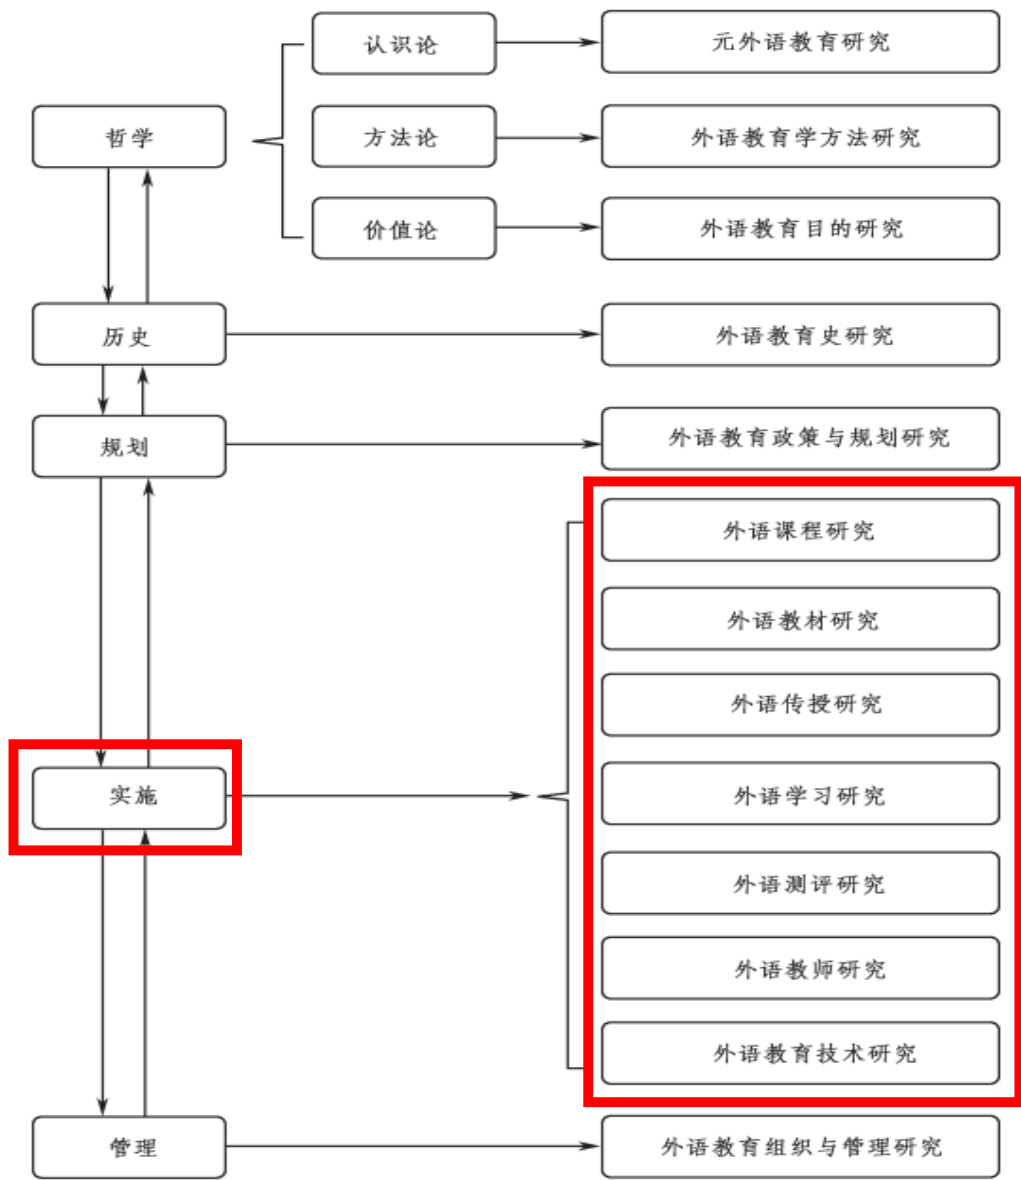 认识论
元外语教育研究
哲学
方法论
外语教育学方法研究
价值论
外语教育目的研究
历史
外语教育史研究
规划
外语教育政策与规划研究
外语课程研究
外语教材研究
外语传授研究
实施
外语学习研究
外语测评研究
外语教师研究
外语教育技术研究
管理
外语教育组织与管理研究